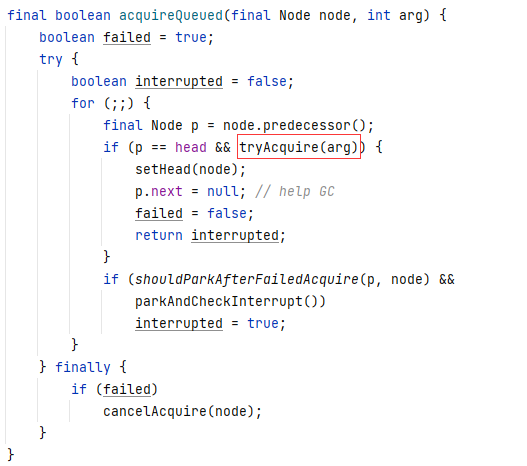 final boolean acquireQueued(final Node node, int arg) {
    boolean failed = true;
    try {
        boolean interrupted = false;
        for (;;) {
            final Node p = node.predecessor();
            if (p == head && tryAcquire(arg)) {
                setHead(node);
                p.next = null; // help GC
                failed = false;
                return interrupted;
            }
            if (shouldParkAfterFailedAcquire(p, node) &&
                parkAndCheckInterrupt())
                interrupted = true;
        }
    } finally {
        if (failed)
            cancelAcquire(node);
    }
}